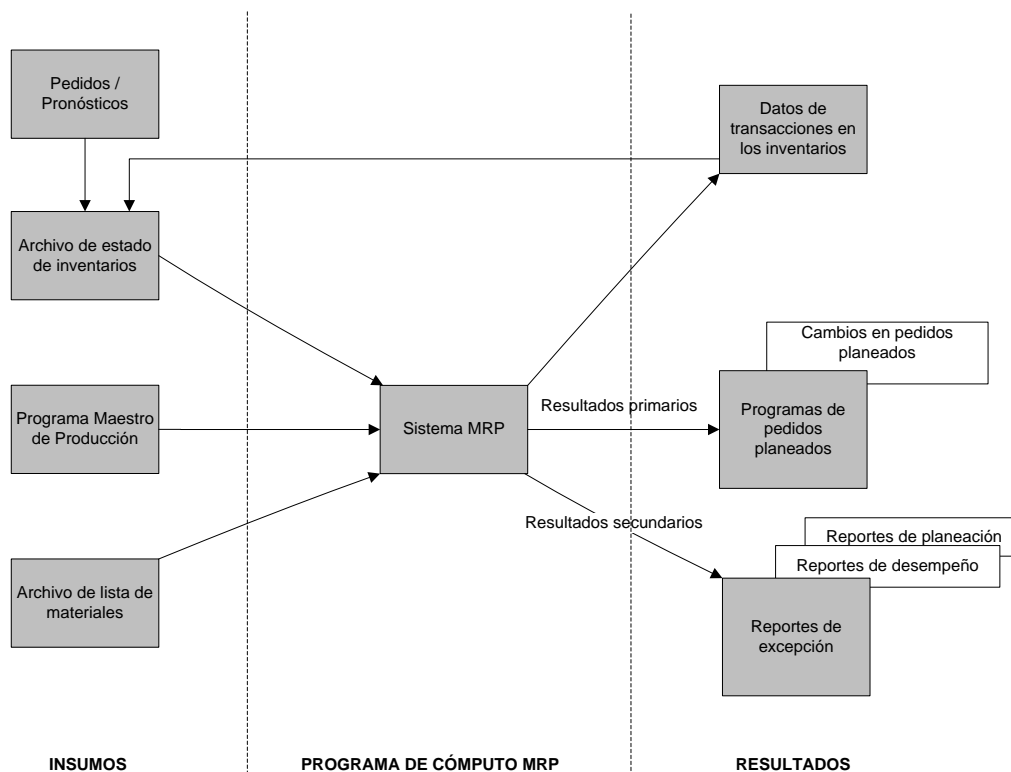 Pedidos /
Pronósticos
Archivo de estado
de inventarios
Programa Maestro
de Producción
Archivo de lista de
materiales
Sistema MRP
Resultados primarios
Resultados secundarios
Datos de
transacciones en
los inventarios
Cambios en pedidos
planeados
Programas de
pedidos
planeados
Reportes de planeación
Reportes de desempeño
Reportes de
excepción
INSUMOS
PROGRAMA DE CÓMPUTO MRP
RESULTADOS